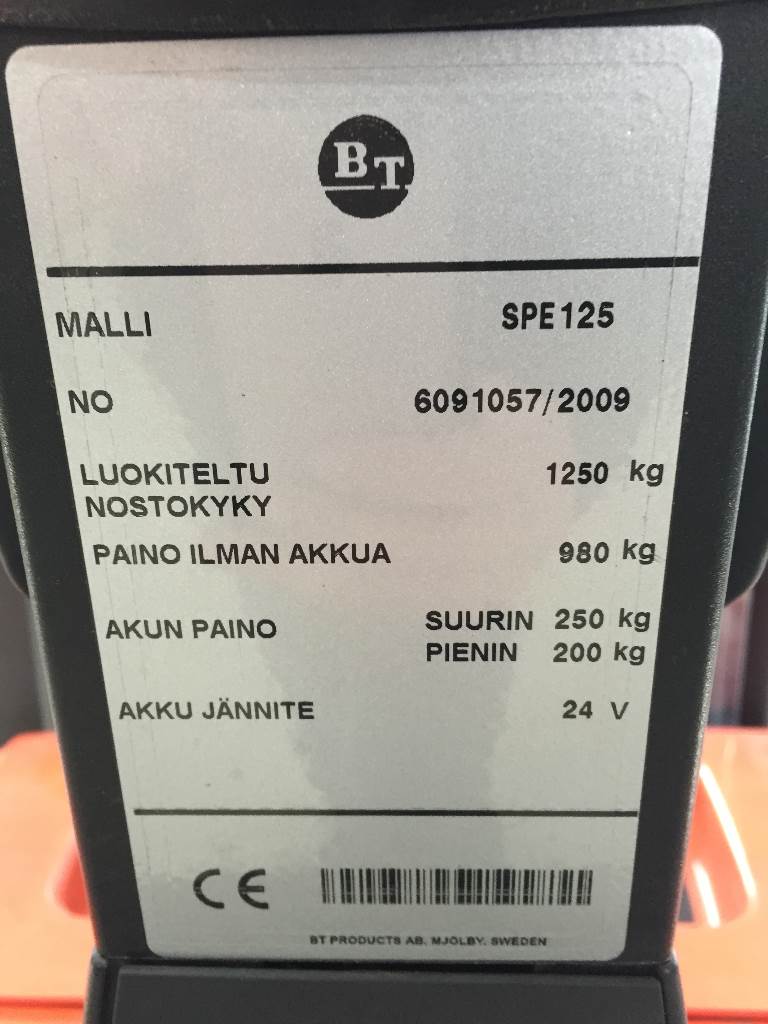 BT
MALLI SPE125
NO 6091057/2009
LUOKITELTU 1250 kg
NOSTOKYKY
PAINO ILMAN AKKUA 980 kg
AKUN PAINO SUURIN 250 kg
PIENIN 200 kg
AKKU JÄNNITE 24 V
CE
BT PRODUCTS AB. MJÖLBY. SWEDEN